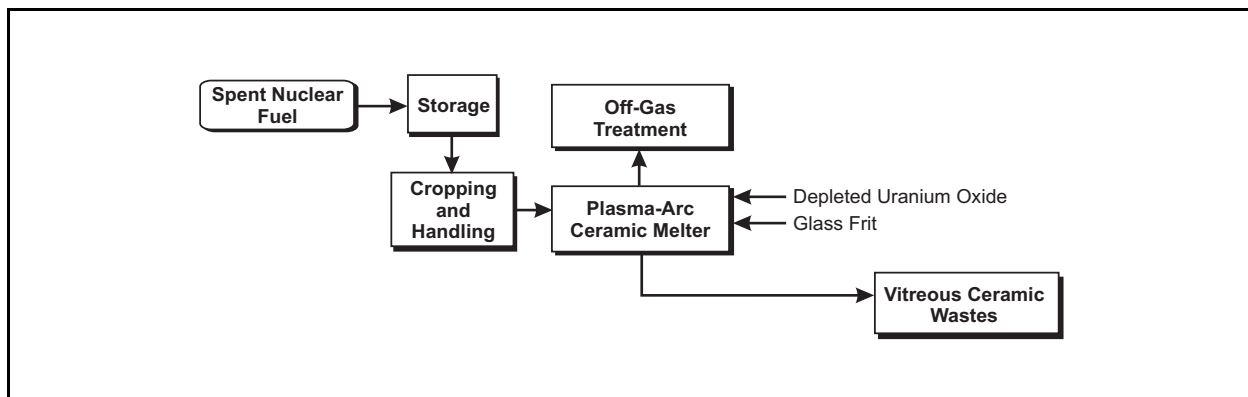 Spent Nuclear
Fuel
Storage
Off-Gas
Treatment
Cropping
and
Handling
Plasma-Arc
Ceramic Melter
Depleted Uranium Oxide
Glass Frit
Vitreous Ceramic
Wastes